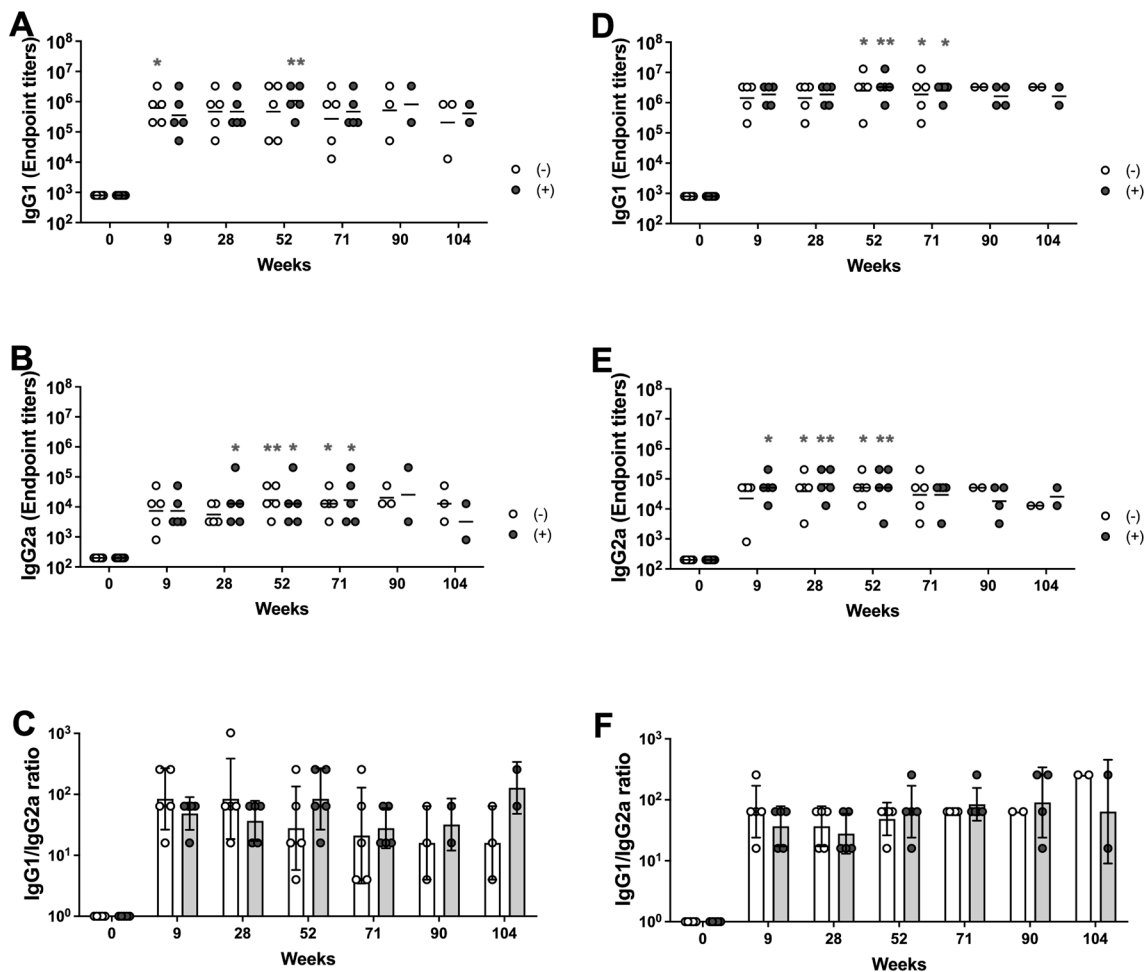 A
IgG1 (Endpoint titers)
10⁸
10⁷
10⁶
10⁵
10⁴
10³
10²
* **
0 9 28 52 71 90 104
Weeks
(-)
(+)
D
IgG1 (Endpoint titers)
10⁸
10⁷
10⁶
10⁵
10⁴
10³
10²
* ** * *
0 9 28 52 71 90 104
Weeks
(-)
(+)
B
IgG2a (Endpoint titers)
10⁸
10⁷
10⁶
10⁵
10⁴
10³
10²
* ** * * *
0 9 28 52 71 90 104
Weeks
(-)
(+)
E
IgG2a (Endpoint titers)
10⁸
10⁷
10⁶
10⁵
10⁴
10³
10²
* * ** * **
0 9 28 52 71 90 104
Weeks
(-)
(+)
C
IgG1/IgG2a ratio
10³
10²
10¹
10⁰
0 9 28 52 71 90 104
Weeks
F
IgG1/IgG2a ratio
10³
10²
10¹
10⁰
0 9 28 52 71 90 104
Weeks